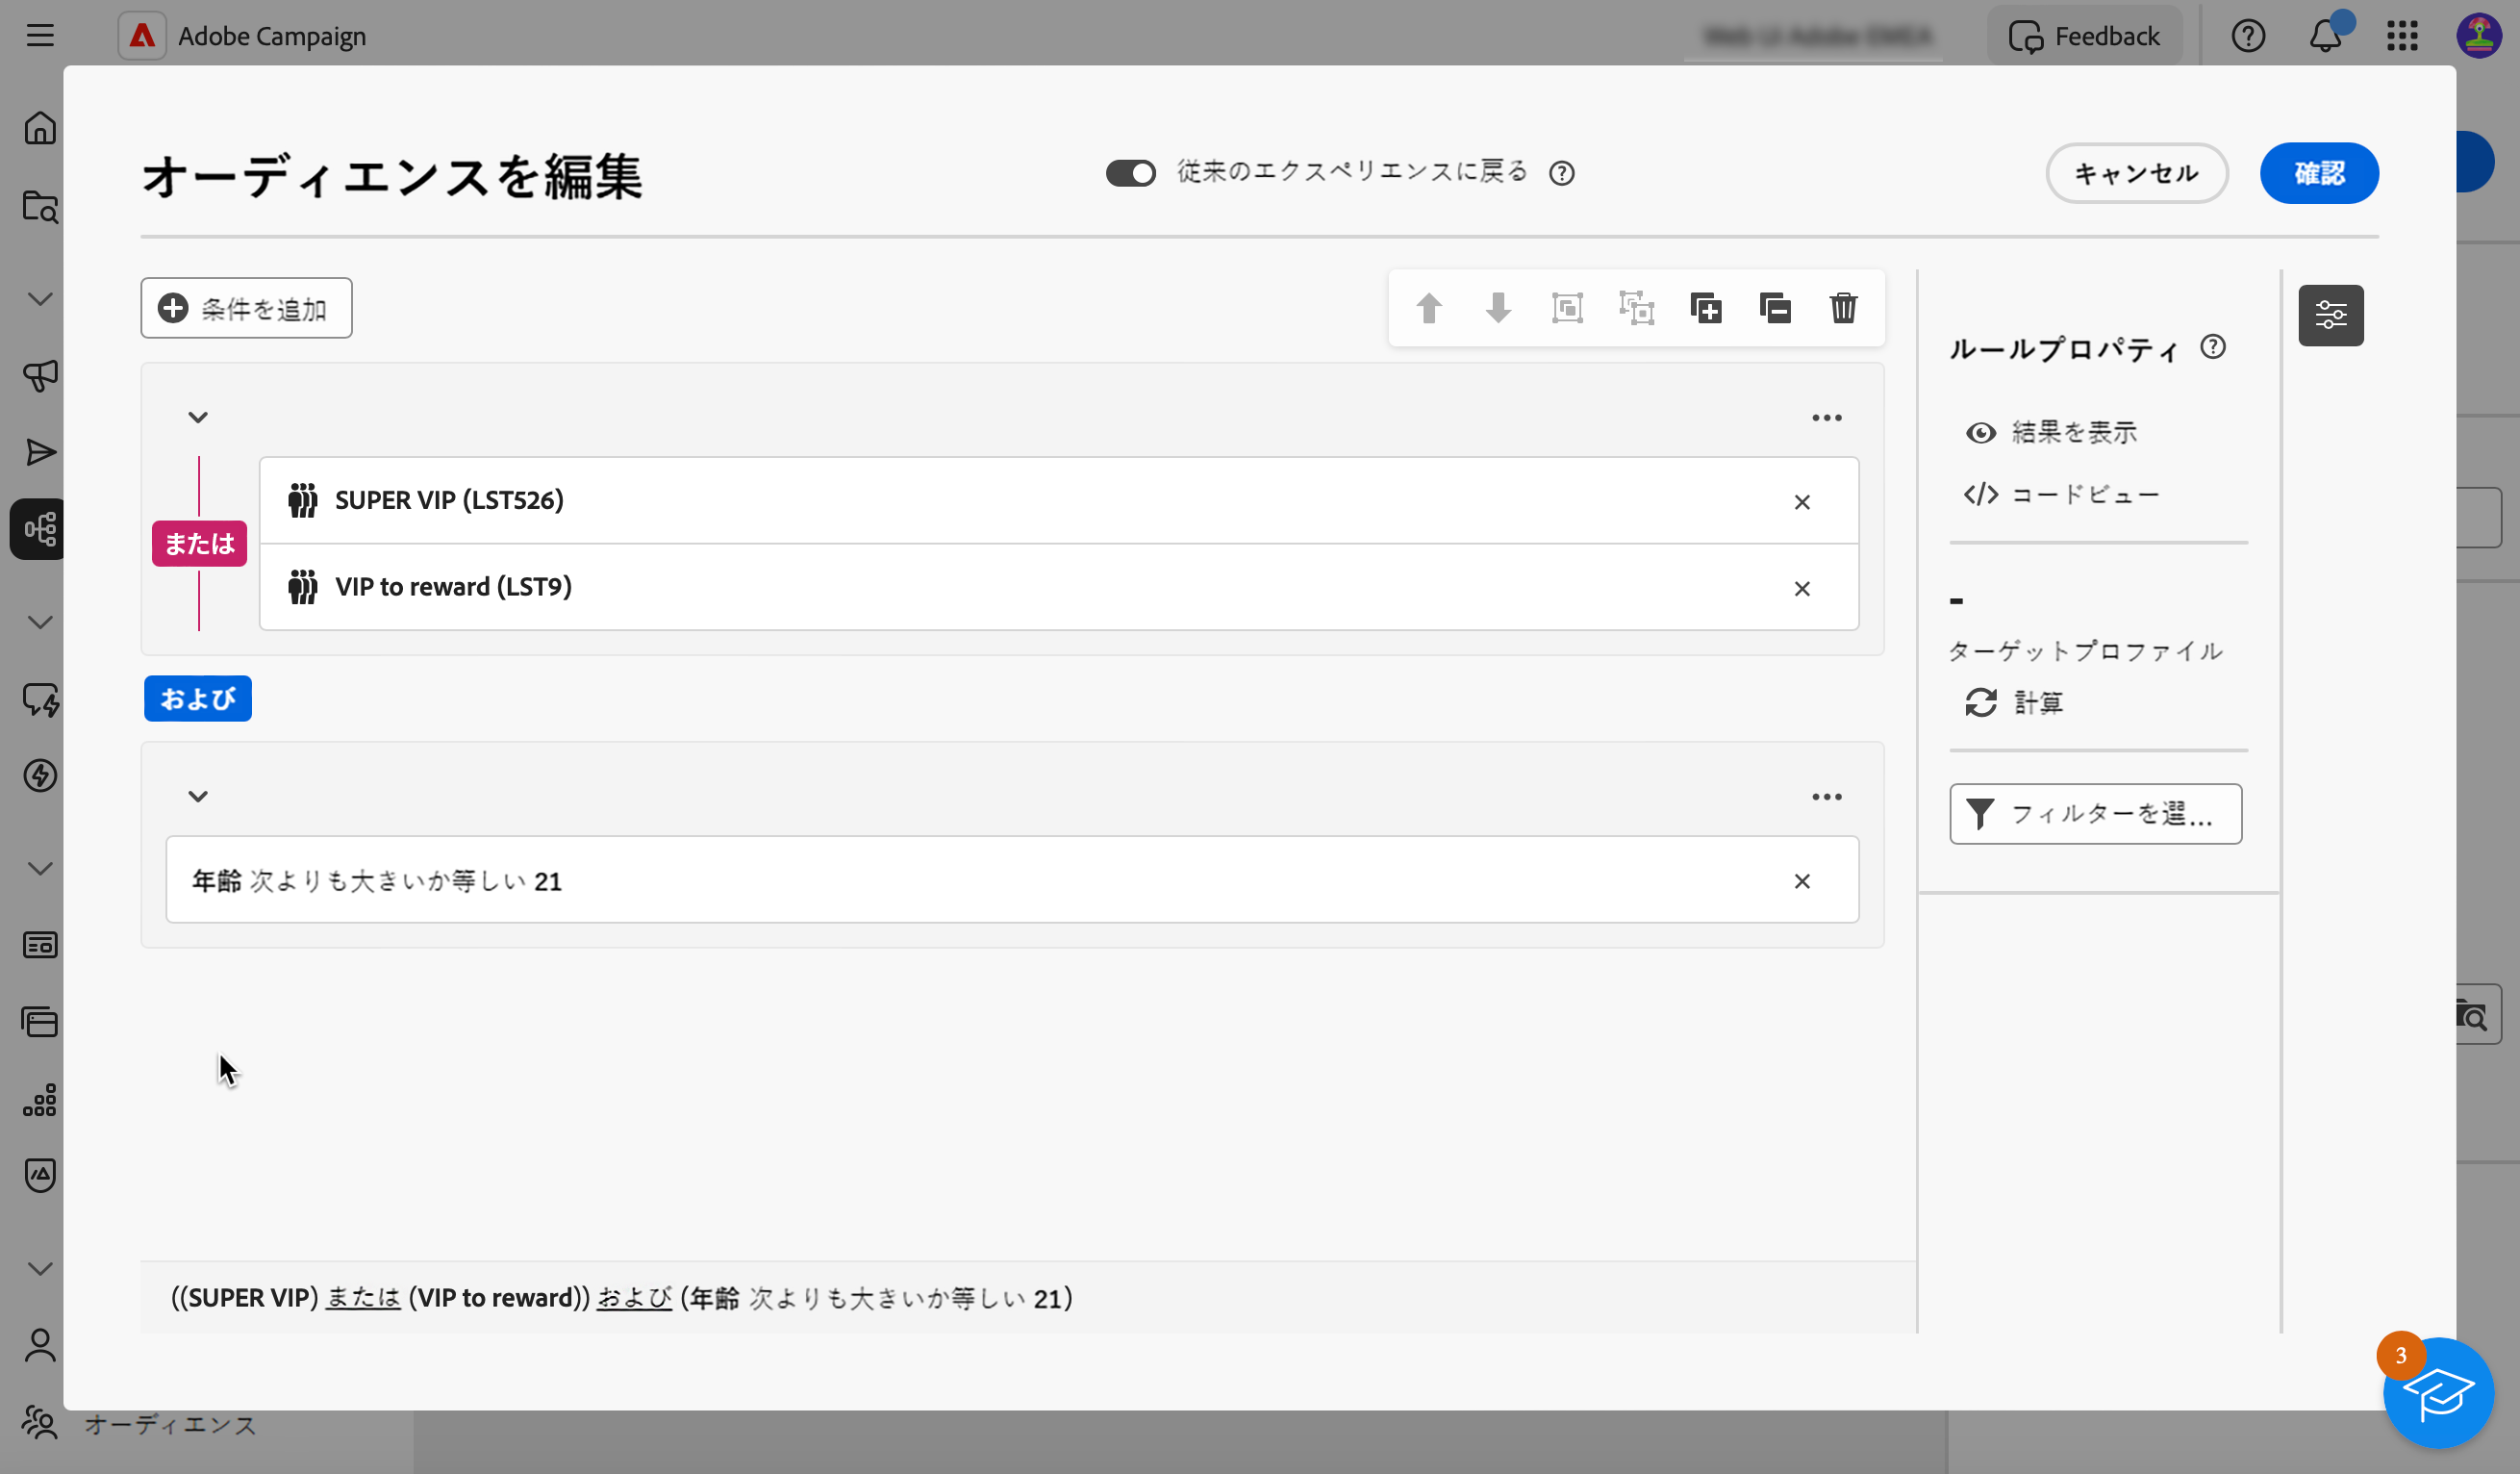 Adobe Campaign
Feedback
オーディエンスを編集
従来のエクスペリエンスに戻る
キャンセル
確認
条件を追加
SUPER VIP (LST526)
または
VIP to reward (LST9)
および
年齢 次よりも大きいか等しい 21
((SUPER VIP) または (VIP to reward)) および (年齢 次よりも大きいか等しい 21)
ルールプロパティ
結果を表示
コードビュー
-
ターゲットプロファイル
計算
フィルターを選...
3
オーディエンス